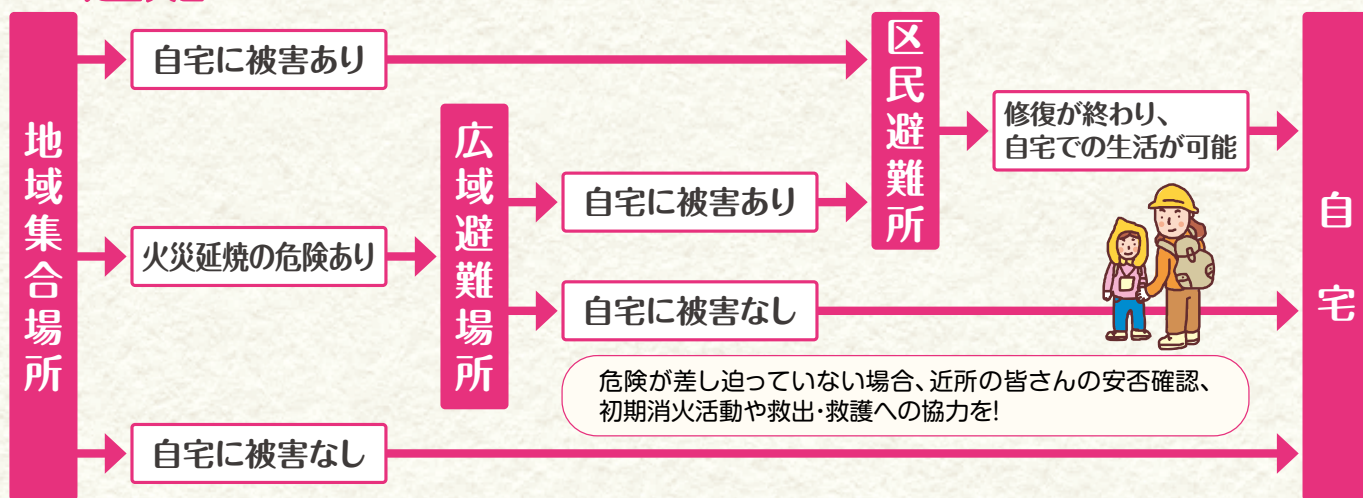 地域集合場所
自宅に被害あり
火災延焼の危険あり
自宅に被害なし
広域避難場所
自宅に被害あり
自宅に被害なし
区民避難所
修復が終わり、
自宅での生活が可能
自宅
危険が差し迫っていない場合、近所の皆さんの安否確認、
初期消火活動や救出・救護への協力を!